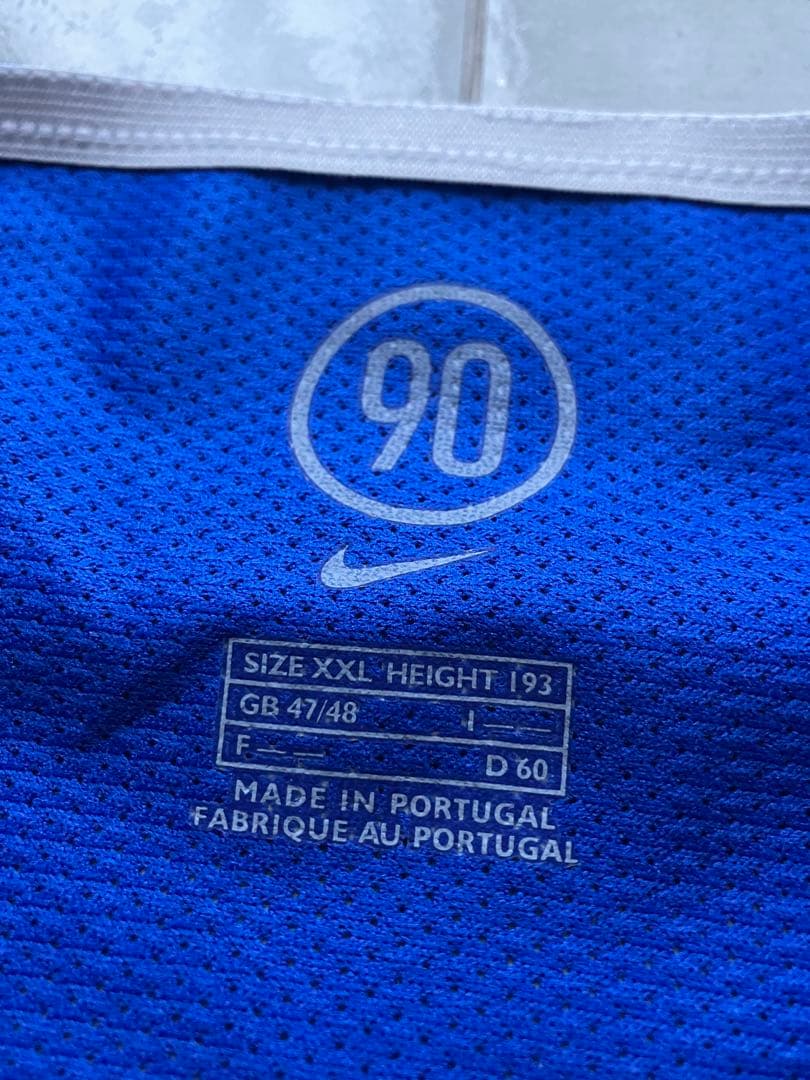 90
SIZE XXL HEIGHT 193
GB 47/48 I — —
F — — D 60
MADE IN PORTUGAL
FABRIQUE AU PORTUGAL